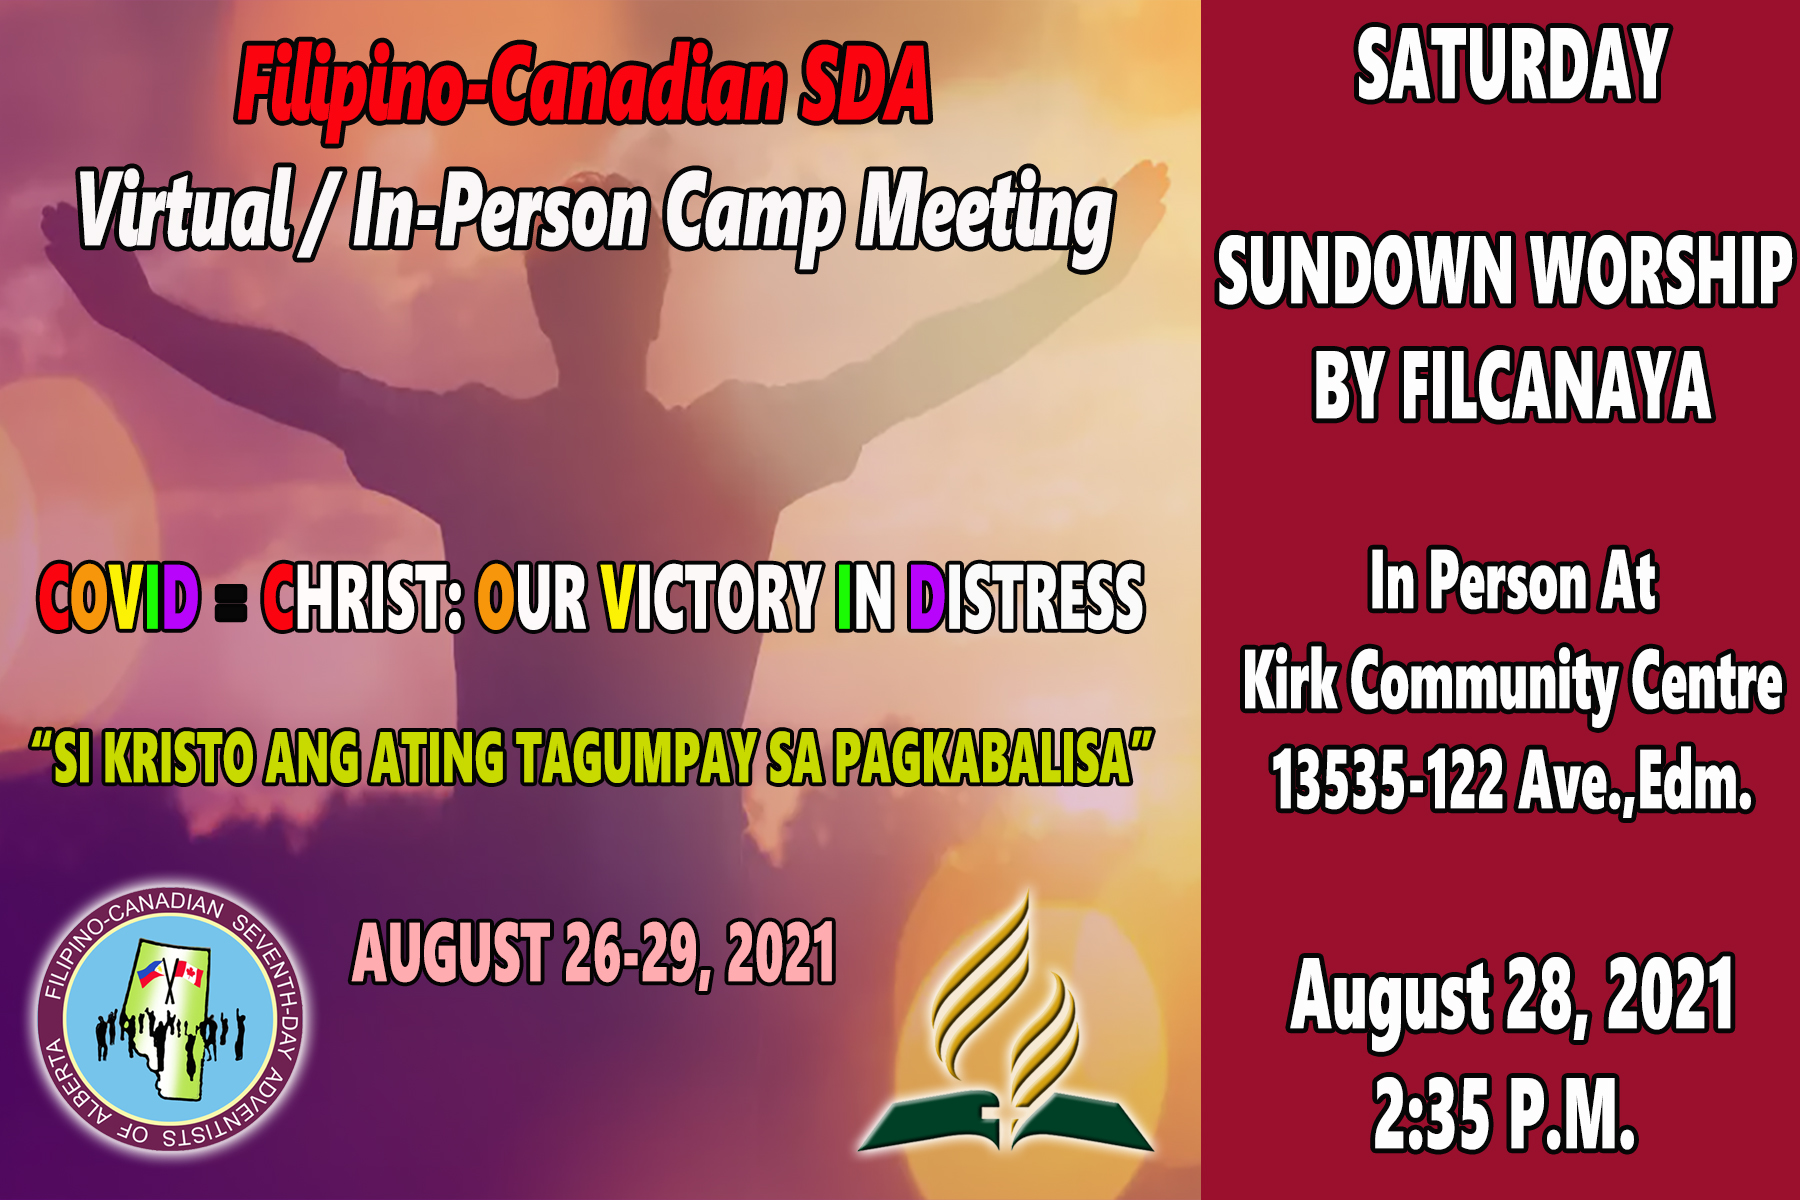 Filipino-Canadian SDA
Virtual / In-Person Camp Meeting
COVID = CHRIST: OUR VICTORY IN DISTRESS
“SI KRISTO ANG ATING TAGUMPAY SA PAGKABALISA”
AUGUST 26-29, 2021
FILIPINO-CANADIAN SEVENTH-DAY ADVENTISTS OF ALBERTA
SATURDAY
SUNDOWN WORSHIP
BY FILCANAYA
In Person At
Kirk Community Centre
13535-122 Ave.,Edm.
August 28, 2021
2:35 P.M.